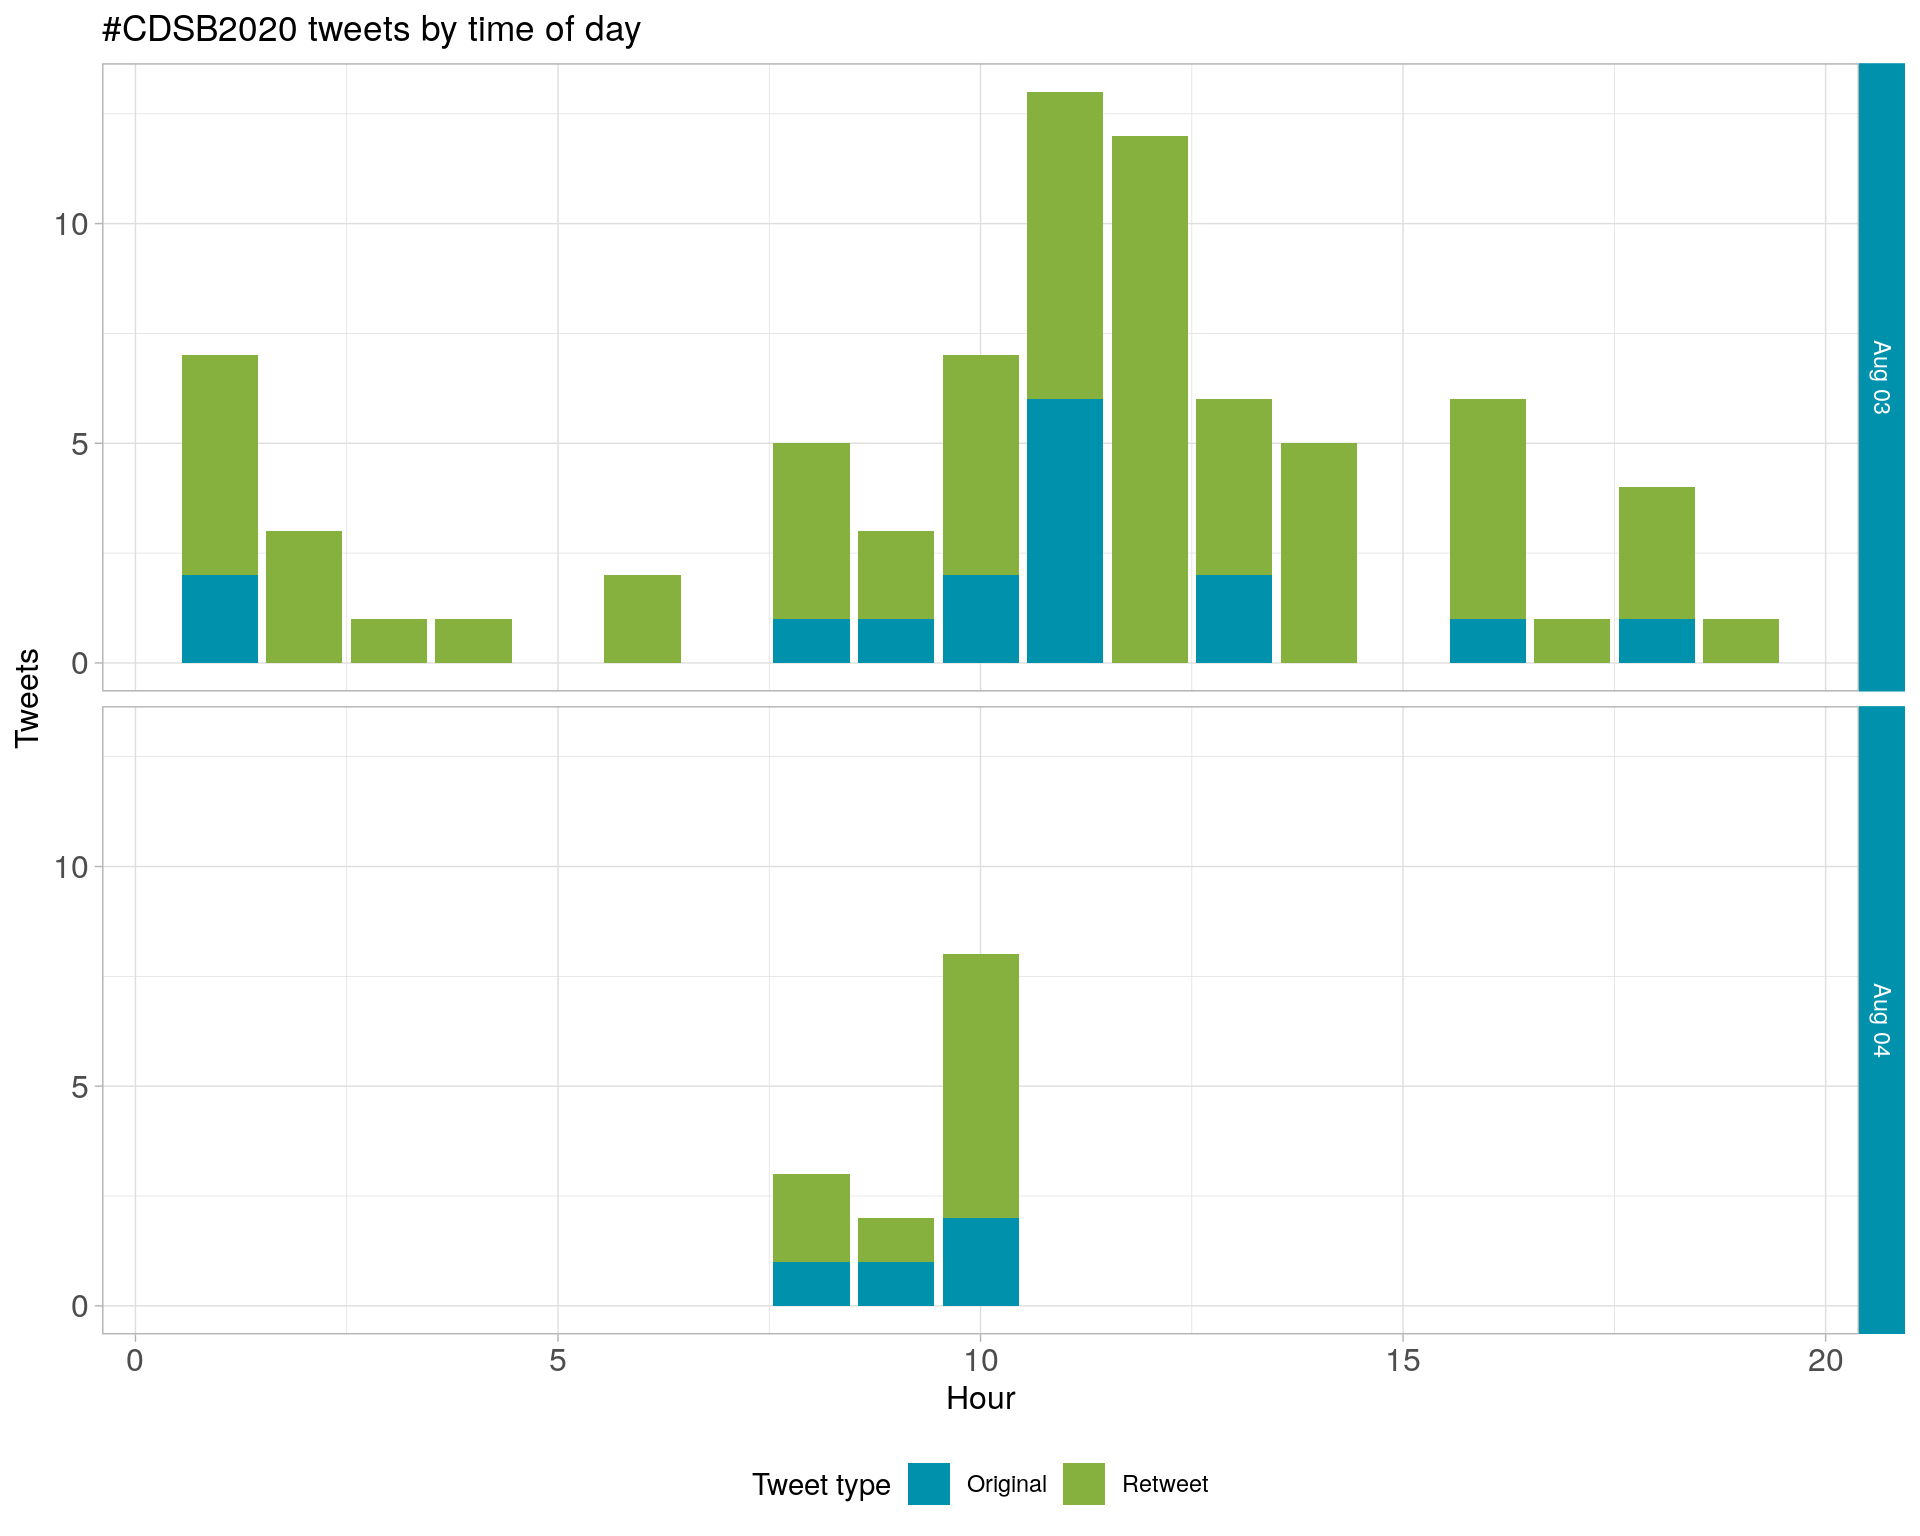 #CDSB2020 tweets by time of day
Tweets
10
5
0
Aug 03
10
5
0
Aug 04
0 5 10 15 20
Hour
Tweet type Original Retweet